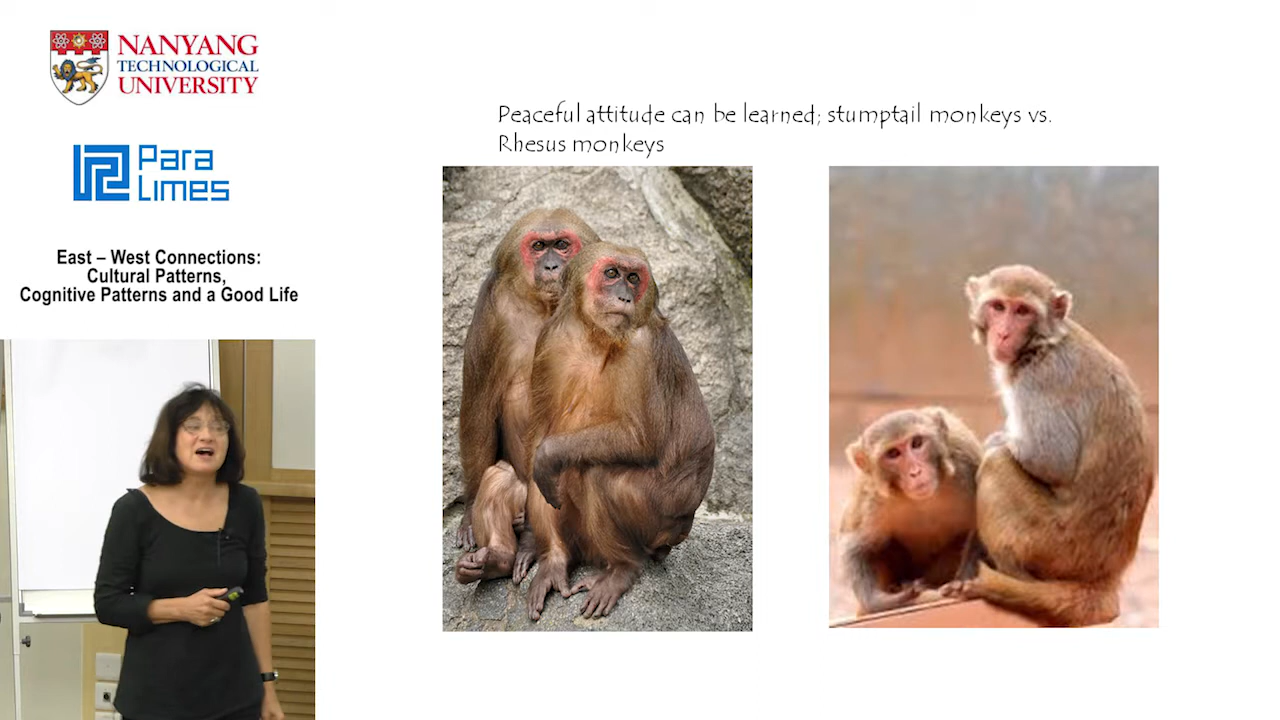 NANYANG
TECHNOLOGICAL
UNIVERSITY
Para
Limes
East – West Connections:
Cultural Patterns,
Cognitive Patterns and a Good Life
Peaceful attitude can be learned; stumptail monkeys vs.
Rhesus monkeys